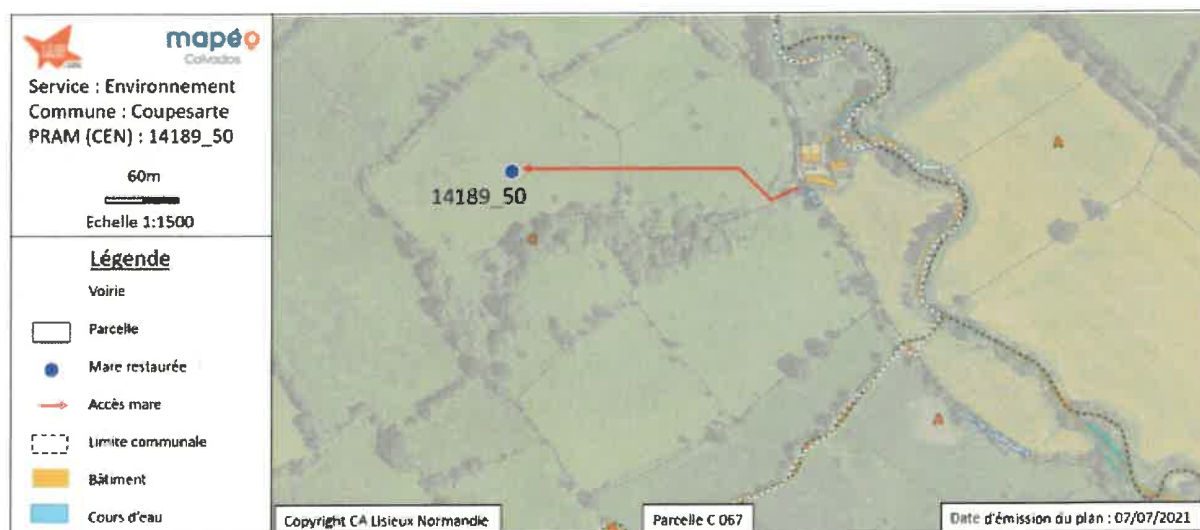 mapéo
Calvados
Service : Environnement
Commune : Coupesarte
PRAM (CEN) : 14189_50
60m
Echelle 1:1500
Légende
Voirie
Parcelle
Mare restaurée
Accès mare
Limite communale
Bâtiment
Cours d'eau
14189_50
A
A
Copyright CA Lisieux Normandie
Parcelle C 067
Date d'émission du plan : 07/07/2021